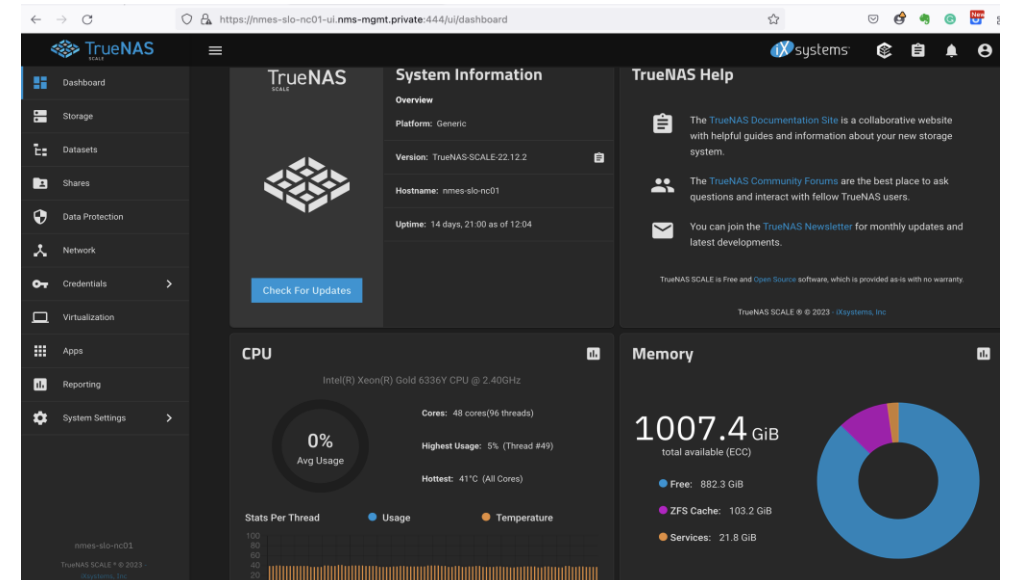 https://nmes-slo-nc01-ui.nms-mgmt.private:444/ui/dashboard
New
TrueNAS
SCALE
iX systems
Dashboard
Storage
Datasets
Shares
Data Protection
Network
Credentials
Virtualization
Apps
Reporting
System Settings
nmes-slo-nc01
TrueNAS SCALE ® © 2023 -
iXsystems, Inc
TrueNAS
SCALE
Check For Updates
System Information
Overview
Platform: Generic
Version: TrueNAS-SCALE-22.12.2
Hostname: nmes-slo-nc01
Uptime: 14 days, 21:00 as of 12:04
TrueNAS Help
The TrueNAS Documentation Site is a collaborative website
with helpful guides and information about your new storage
system.
The TrueNAS Community Forums are the best place to ask
questions and interact with fellow TrueNAS users.
You can join the TrueNAS Newsletter for monthly updates and
latest developments.
TrueNAS SCALE is Free and Open Source software, which is provided as-is with no warranty.
TrueNAS SCALE ® © 2023 - iXsystems, Inc
CPU
Intel(R) Xeon(R) Gold 6336Y CPU @ 2.40GHz
0%
Avg Usage
Cores: 48 cores(96 threads)
Highest Usage: 5% (Thread #49)
Hottest: 41°C (All Cores)
Stats Per Thread
Usage
Temperature
100
80
60
40
20
Memory
1007.4 GiB
total available (ECC)
Free: 882.3 GiB
ZFS Cache: 103.2 GiB
Services: 21.8 GiB